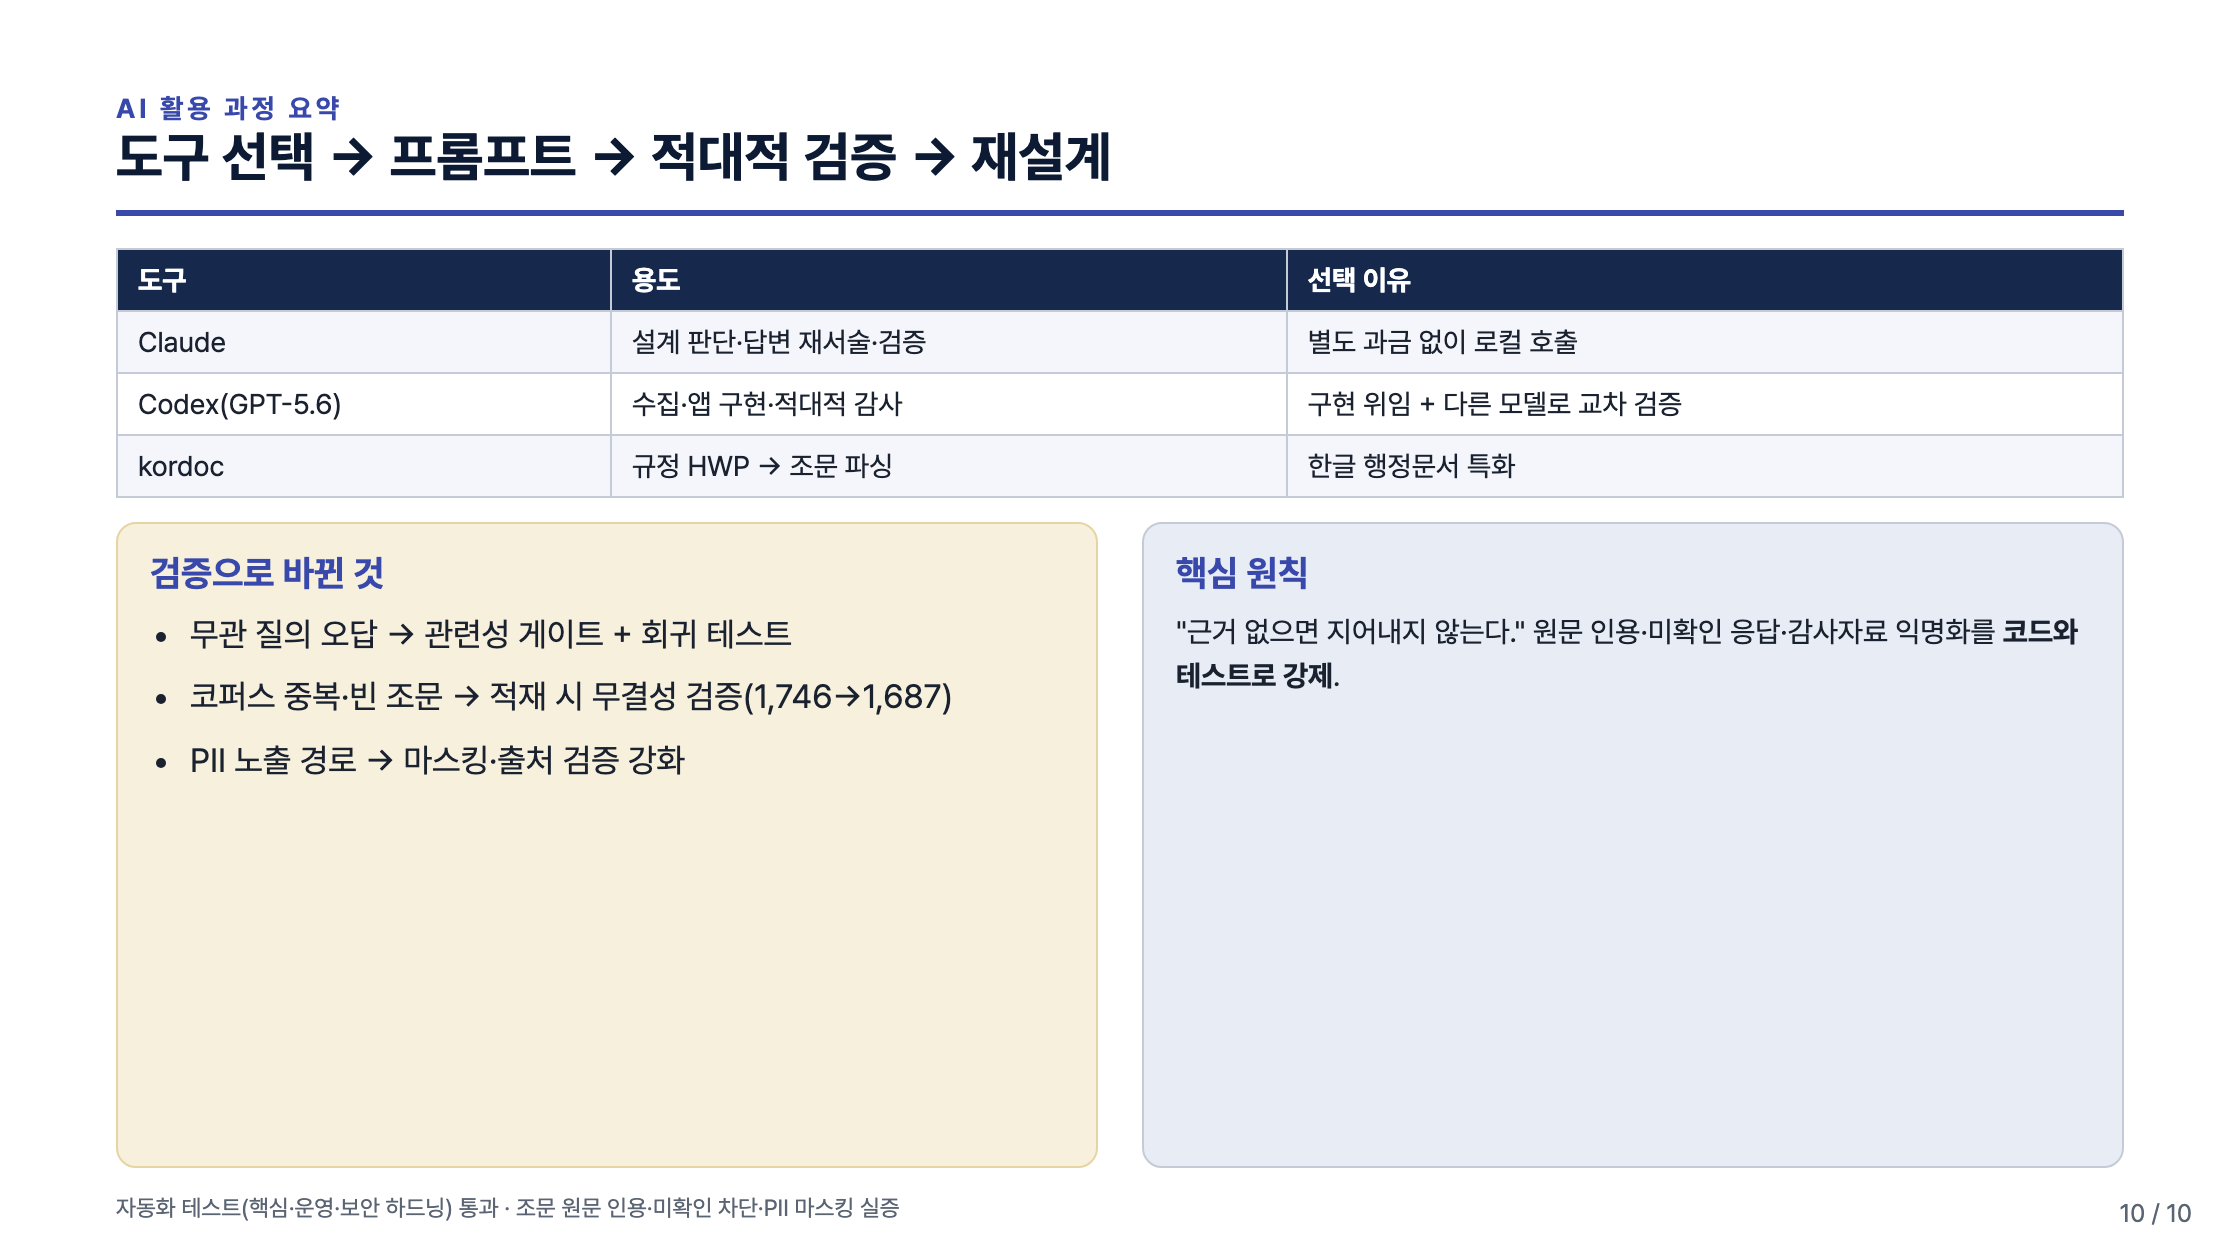 AI 활용 과정 요약
도구 선택 → 프롬프트 → 적대적 검증 → 재설계
도구 용도 선택 이유
Claude 설계 판단·답변 재서술·검증 별도 과금 없이 로컬 호출
Codex(GPT-5.6) 수집·앱 구현·적대적 감사 구현 위임 + 다른 모델로 교차 검증
kordoc 규정 HWP → 조문 파싱 한글 행정문서 특화
검증으로 바뀐 것
• 무관 질의 오답 → 관련성 게이트 + 회귀 테스트
• 코퍼스 중복·빈 조문 → 적재 시 무결성 검증(1,746→1,687)
• PII 노출 경로 → 마스킹·출처 검증 강화
핵심 원칙
"근거 없으면 지어내지 않는다." 원문 인용·미확인 응답·감사자료 익명화를 코드와
테스트로 강제.
자동화 테스트(핵심·운영·보안 하드닝) 통과 · 조문 원문 인용·미확인 차단·PII 마스킹 실증
10 / 10